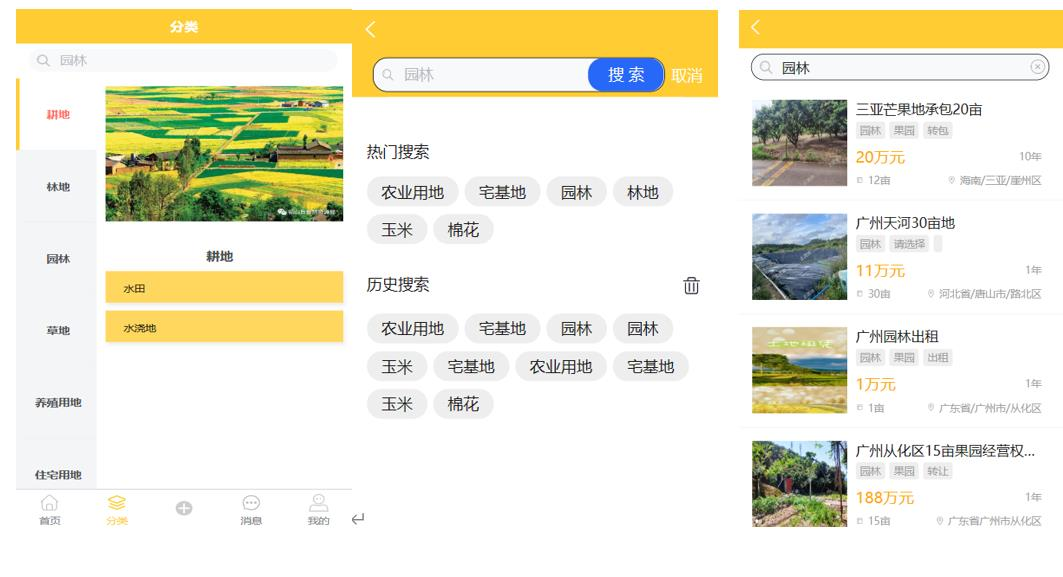 分类
园林
耕地
林地
园林
草地
养殖用地
住宅用地
耕地
水田
水浇地
首页
分类
消息
我的
园林
搜索
取消
热门搜索
农业用地 宅基地 园林 林地
玉米 棉花
历史搜索
农业用地 宅基地 园林 园林
玉米 宅基地 农业用地 宅基地
玉米 棉花
园林
三亚芒果地承包20亩
园林 果园 转包
20万元 10年
12亩 海南/三亚/崖州区
广州天河30亩地
园林 请选择
11万元 1年
30亩 河北省/唐山市/路北区
广州园林出租
园林 果园 出租
1万元 1年
1亩 广东省/广州市/从化区
土地租赁
广州从化区15亩果园经营权...
园林 果园 转让
188万元 1年
15亩 广东省广州市从化区